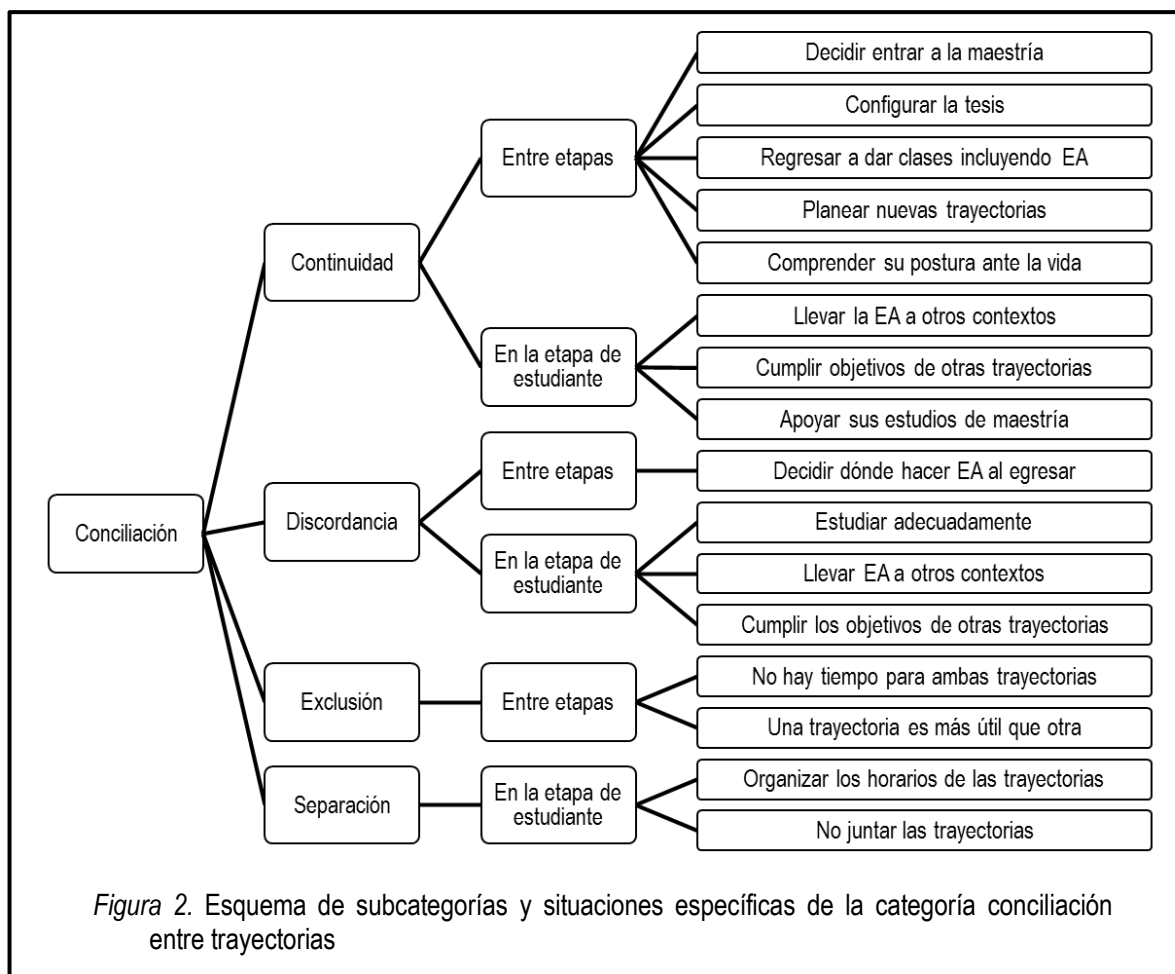 Conciliación
Continuidad
Entre etapas
Decidir entrar a la maestría
Configurar la tesis
Regresar a dar clases incluyendo EA
Planear nuevas trayectorias
Comprender su postura ante la vida
En la etapa de
estudiante
Llevar la EA a otros contextos
Cumplir objetivos de otras trayectorias
Apoyar sus estudios de maestría
Discordancia
Entre etapas
Decidir dónde hacer EA al egresar
En la etapa de
estudiante
Estudiar adecuadamente
Llevar EA a otros contextos
Cumplir los objetivos de otras trayectorias
Exclusión
Entre etapas
No hay tiempo para ambas trayectorias
Una trayectoria es más útil que otra
Separación
En la etapa de
estudiante
Organizar los horarios de las trayectorias
No juntar las trayectorias
Figura 2. Esquema de subcategorías y situaciones específicas de la categoría conciliación
entre trayectorias